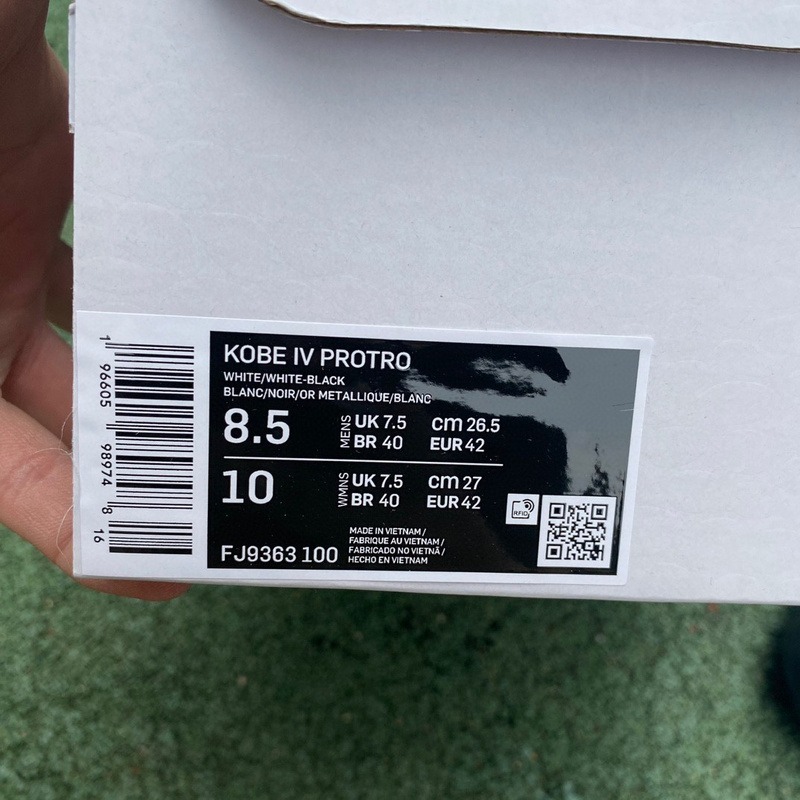 KOBE IV PROTRO
WHITE/WHITE-BLACK
BLANC/NOIR/OR METALLIQUE/BLANC
8.5 MENS UK 7.5 cm 26.5
BR 40 EUR 42
10 WMNS UK 7.5 cm 27
BR 40 EUR 42
RFID
FJ9363 100
MADE IN VIETNAM /
FABRIQUE AU VIETNAM /
FABRICADO NO VIETNÃ /
HECHO EN VIETNAM
1 96605 98974 8 16